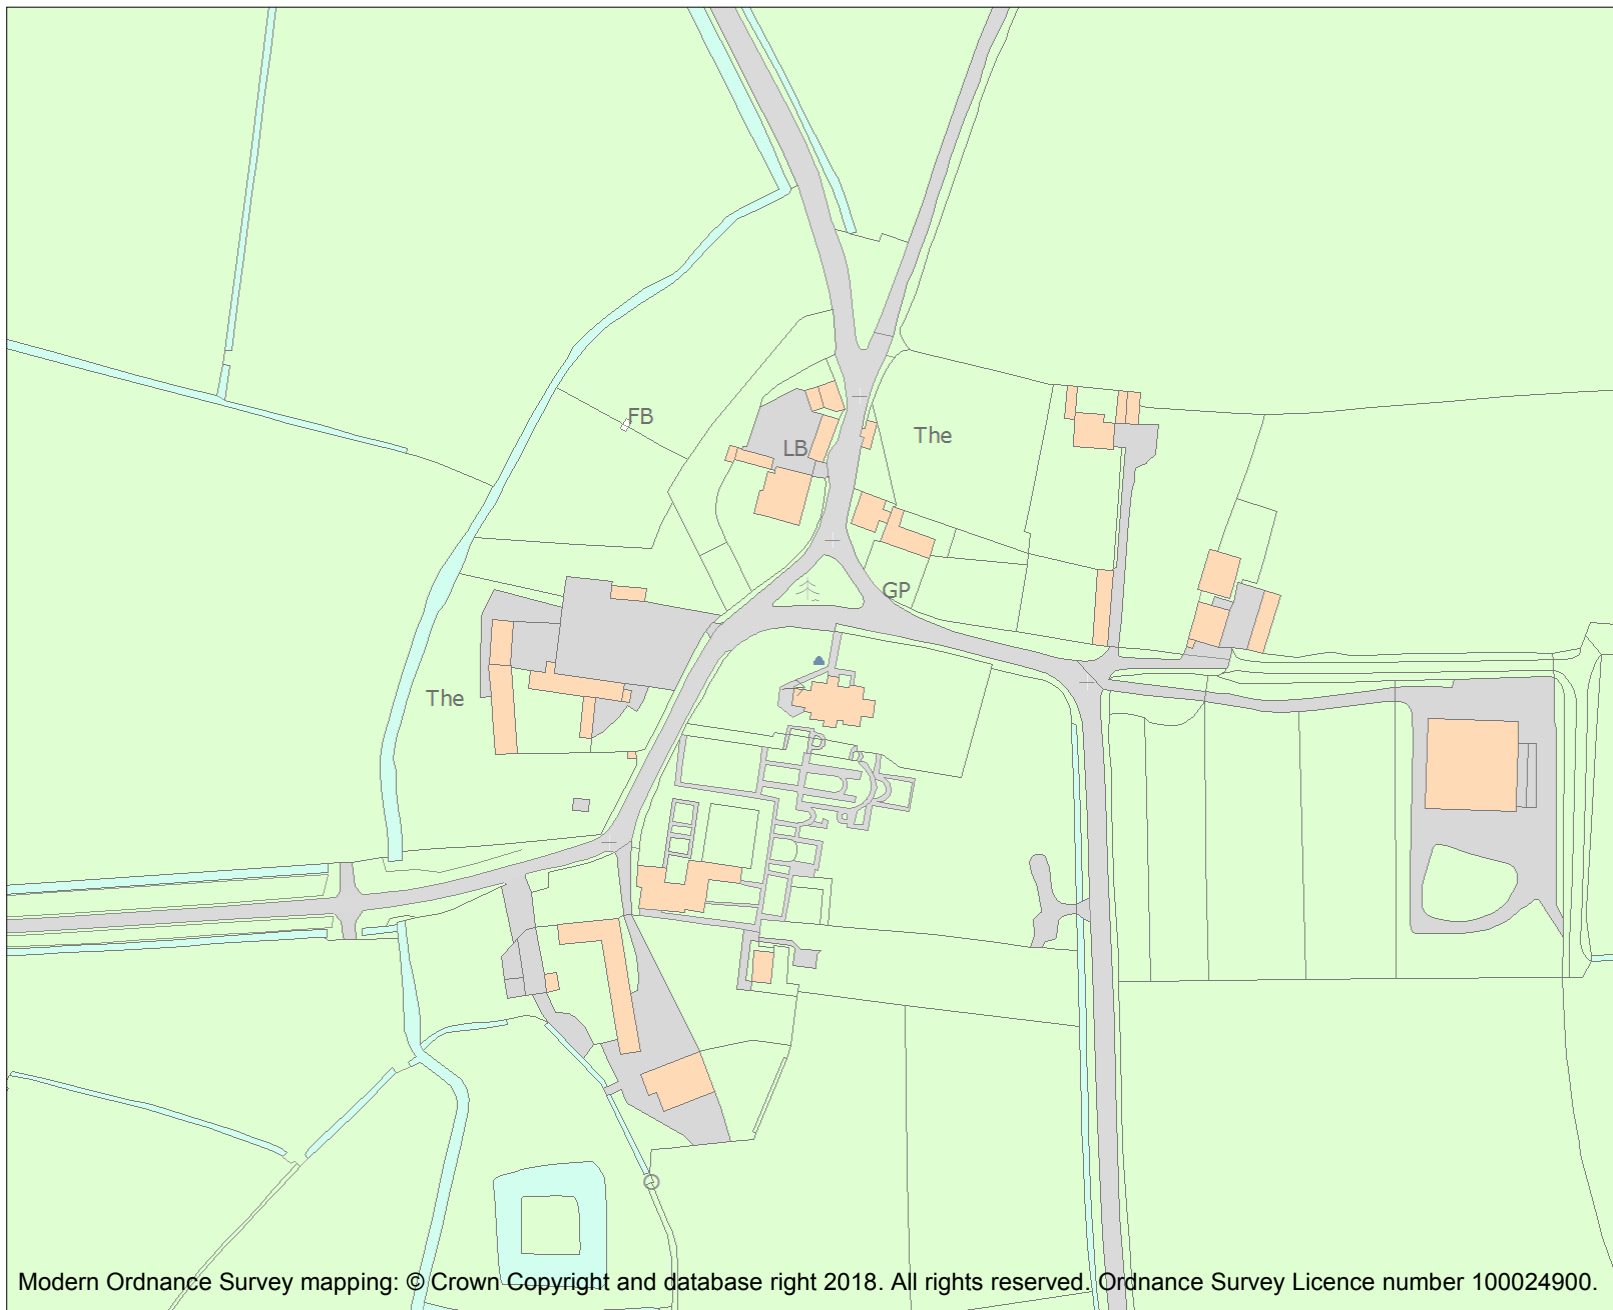 FB
LB
The
GP
The
Modern Ordnance Survey mapping: © Crown Copyright and database right 2018. All rights reserved. Ordnance Survey Licence number 100024900.